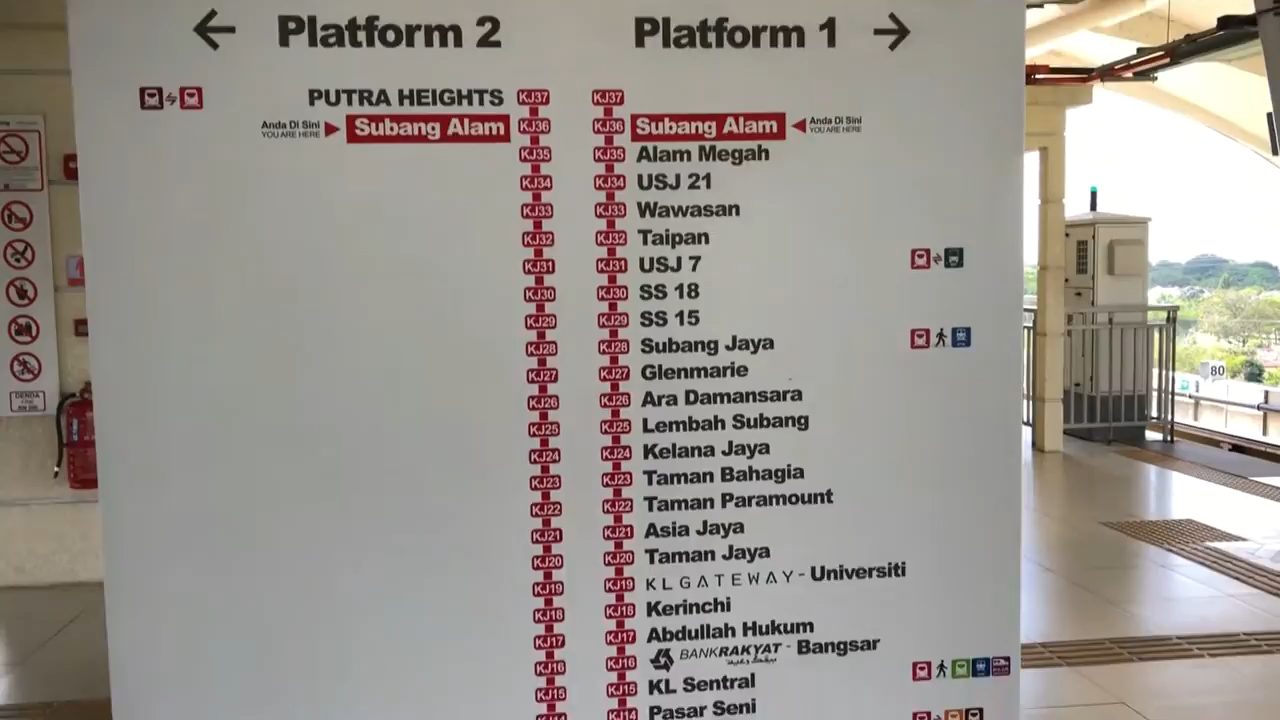 ← Platform 2
PUTRA HEIGHTS KJ37
Anda Di Sini
YOU ARE HERE
Subang Alam KJ36
KJ35
KJ34
KJ33
KJ32
KJ31
KJ30
KJ29
KJ28
KJ27
KJ26
KJ25
KJ24
KJ23
KJ22
KJ21
KJ20
KJ19
KJ18
KJ17
KJ16
KJ15
KJ14
Platform 1 →
KJ37
KJ36 Subang Alam
Anda Di Sini
YOU ARE HERE
KJ35 Alam Megah
KJ34 USJ 21
KJ33 Wawasan
KJ32 Taipan
KJ31 USJ 7
KJ30 SS 18
KJ29 SS 15
KJ28 Subang Jaya
KJ27 Glenmarie
KJ26 Ara Damansara
KJ25 Lembah Subang
KJ24 Kelana Jaya
KJ23 Taman Bahagia
KJ22 Taman Paramount
KJ21 Asia Jaya
KJ20 Taman Jaya
KJ19 KL GATEWAY - Universiti
KJ18 Kerinchi
KJ17 Abdullah Hukum
KJ16 BANKRAKYAT - Bangsar
KJ15 KL Sentral
KJ14 Pasar Seni
DENDA
80